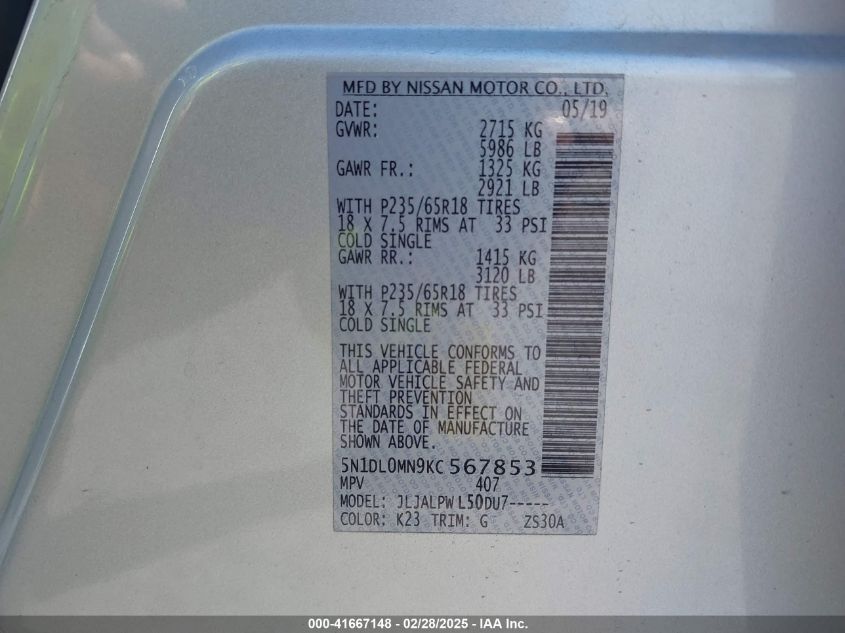 MFD BY NISSAN MOTOR CO., LTD.
DATE: 05/19
GVWR: 2715 KG
5986 LB
GAWR FR.: 1325 KG
2921 LB
WITH P235/65R18 TIRES
18 X 7.5 RIMS AT 33 PSI
COLD SINGLE
GAWR RR.: 1415 KG
3120 LB
WITH P235/65R18 TIRES
18 X 7.5 RIMS AT 33 PSI
COLD SINGLE
THIS VEHICLE CONFORMS TO
ALL APPLICABLE FEDERAL
MOTOR VEHICLE SAFETY AND
THEFT PREVENTION
STANDARDS IN EFFECT ON
THE DATE OF MANUFACTURE
SHOWN ABOVE.
5N1DL0MN9KC567853
MPV 407
MODEL: JLJALPWL50DU7-----
COLOR: K23 TRIM: G ZS30A
000-41667148 - 02/28/2025 - IAA Inc.